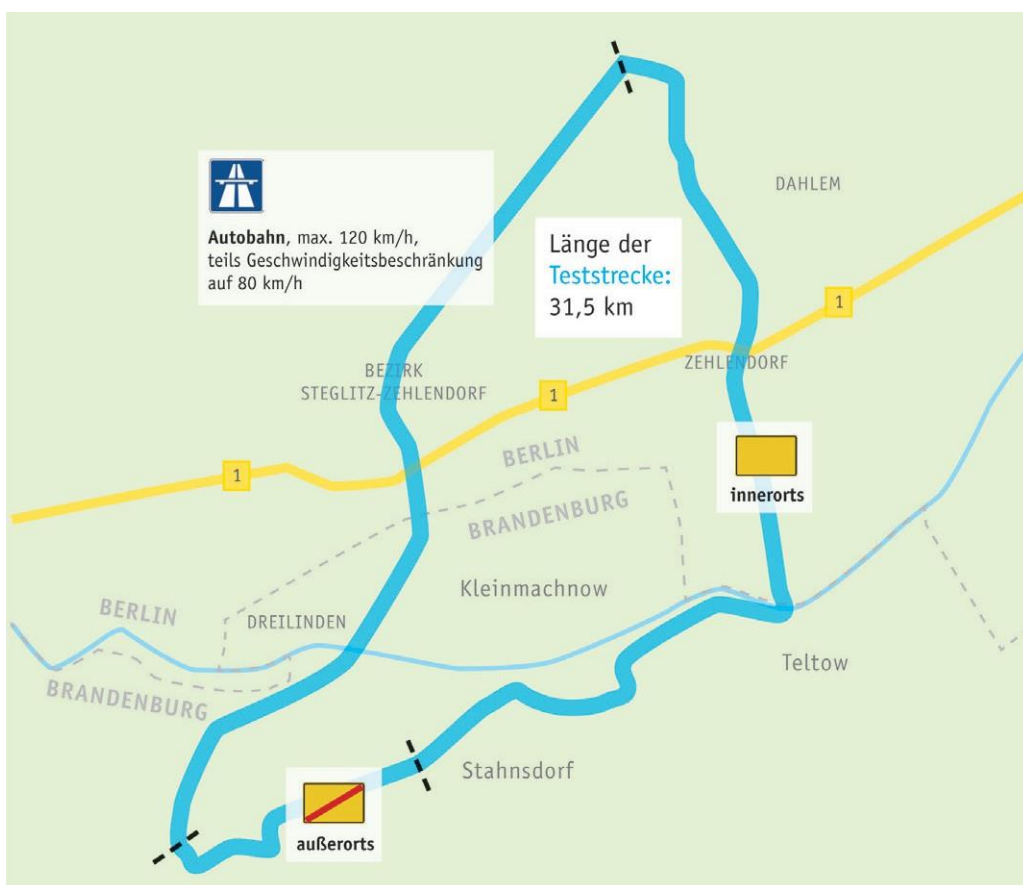 DAHLEM
Autobahn, max. 120 km/h,
teils Geschwindigkeitsbeschränkung
auf 80 km/h
Länge der
Teststrecke:
31,5 km
1
ZEHLENDORF
BEZIRK
STEGLITZ-ZEHLENDORF
1
BERLIN
1
innerorts
BRANDENBURG
Kleinmachnow
BERLIN
DREILINDEN
Teltow
BRANDENBURG
Stahnsdorf
außerorts